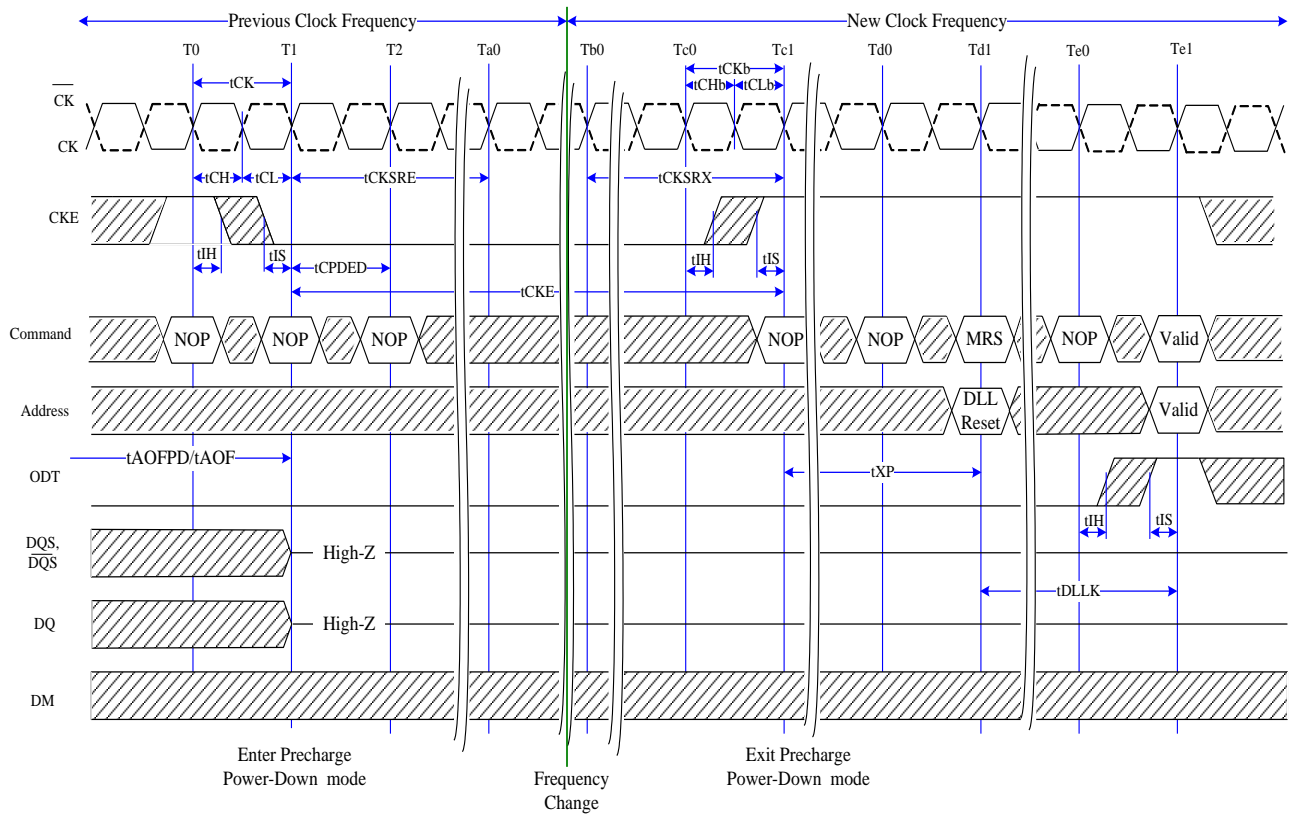 Previous Clock Frequency New Clock Frequency
T0 T1 T2 Ta0 Tb0 Tc0 Tc1 Td0 Td1 Te0 Te1
tCKb
tCK tCHb tCLb
CK
CK
tCH tCL tCKSRE tCKSRX
CKE
tIH tIS tCPDED tIH tIS
tCKE
Command NOP NOP NOP NOP NOP MRS NOP Valid
Address DLL Reset Valid
tAOFPD/tAOF
ODT tXP
tIH tIS
DQS,
DQS High-Z
tDLLK
DQ High-Z
DM
Enter Precharge Exit Precharge
Power-Down mode Frequency Power-Down mode
Change